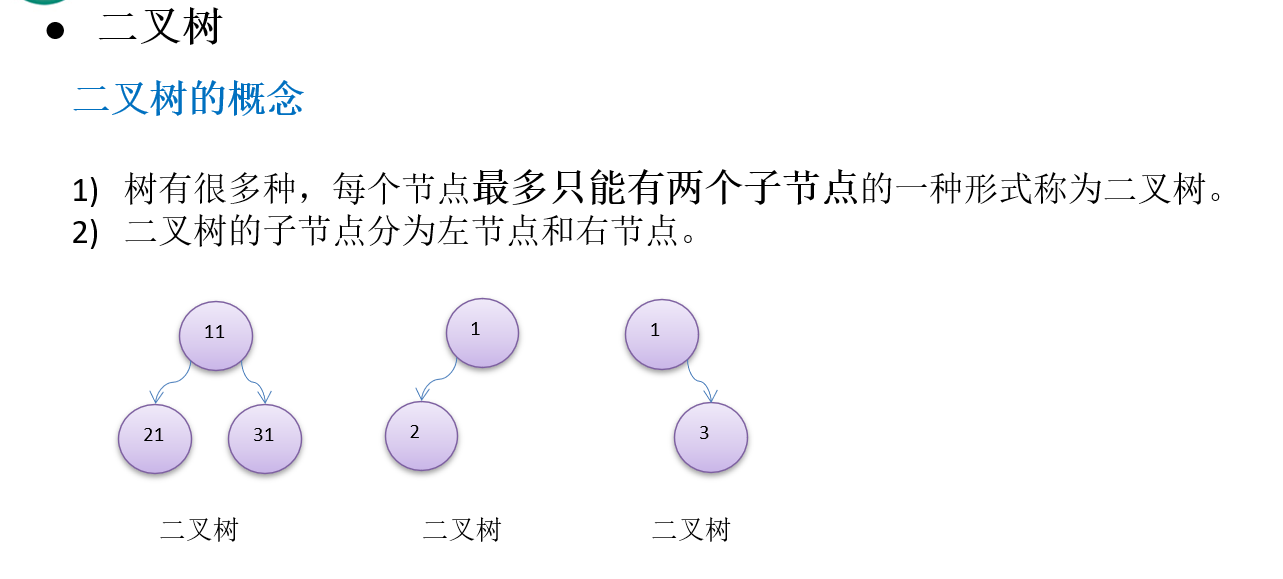 ● 二叉树
二叉树的概念
1) 树有很多种，每个节点最多只能有两个子节点的一种形式称为二叉树。
2) 二叉树的子节点分为左节点和右节点。
11 1 1
21 31 2 3
二叉树 二叉树 二叉树